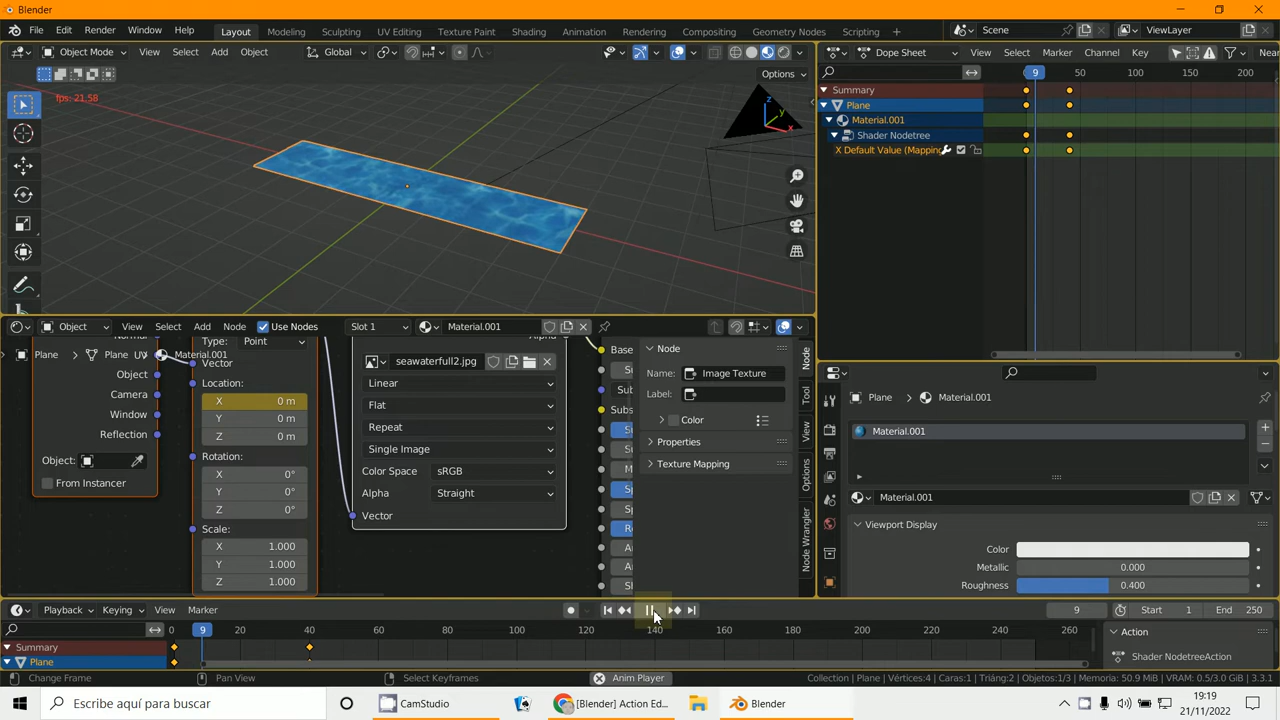 Blender
File Edit Render Window Help Layout Modeling Sculpting UV Editing Texture Paint Shading Animation Rendering Compositing Geometry Nodes Scripting + Scene ViewLayer
Object Mode View Select Add Object Global Dope Sheet View Select Marker Channel Key Near
Options
9 50 100 150 200
fps: 21.58
Summary
Plane
Material.001
Shader Nodetree
X Default Value (Mapping
Z
Y
X
Object View Select Add Node Use Nodes Slot 1 Material.001
Plane Plane UV Material.001
Object
Camera
Window
Reflection
Object:
From Instancer
Type: Point
Vector
Location:
X 0 m
Y 0 m
Z 0 m
Rotation:
X 0°
Y 0°
Z 0°
Scale:
X 1.000
Y 1.000
Z 1.000
seawaterfull2.jpg
Linear
Flat
Repeat
Single Image
Color Space sRGB
Alpha Straight
Vector
Base
Node
Name: Image Texture
Label:
Color
Properties
Texture Mapping
Node
Tool
View
Options
Node Wrangler
Plane Material.001
Material.001
Material.001
Viewport Display
Color
Metallic 0.000
Roughness 0.400
Playback Keying View Marker 9 Start 1 End 250
0 9 20 40 60 80 100 120 140 160 180 200 220 240 260
Summary
Plane
Action
Shader NodetreeAction
Change Frame Pan View Select Keyframes Anim Player Collection | Plane | Vértices:4 | Caras:1 | Triáng:2 | Objetos:1/3 | Memoria: 50.9 MiB | VRAM: 0.5/3.0 GiB | 3.3.1
Escribe aquí para buscar CamStudio [Blender] Action Ed... Blender
19:19
21/11/2022